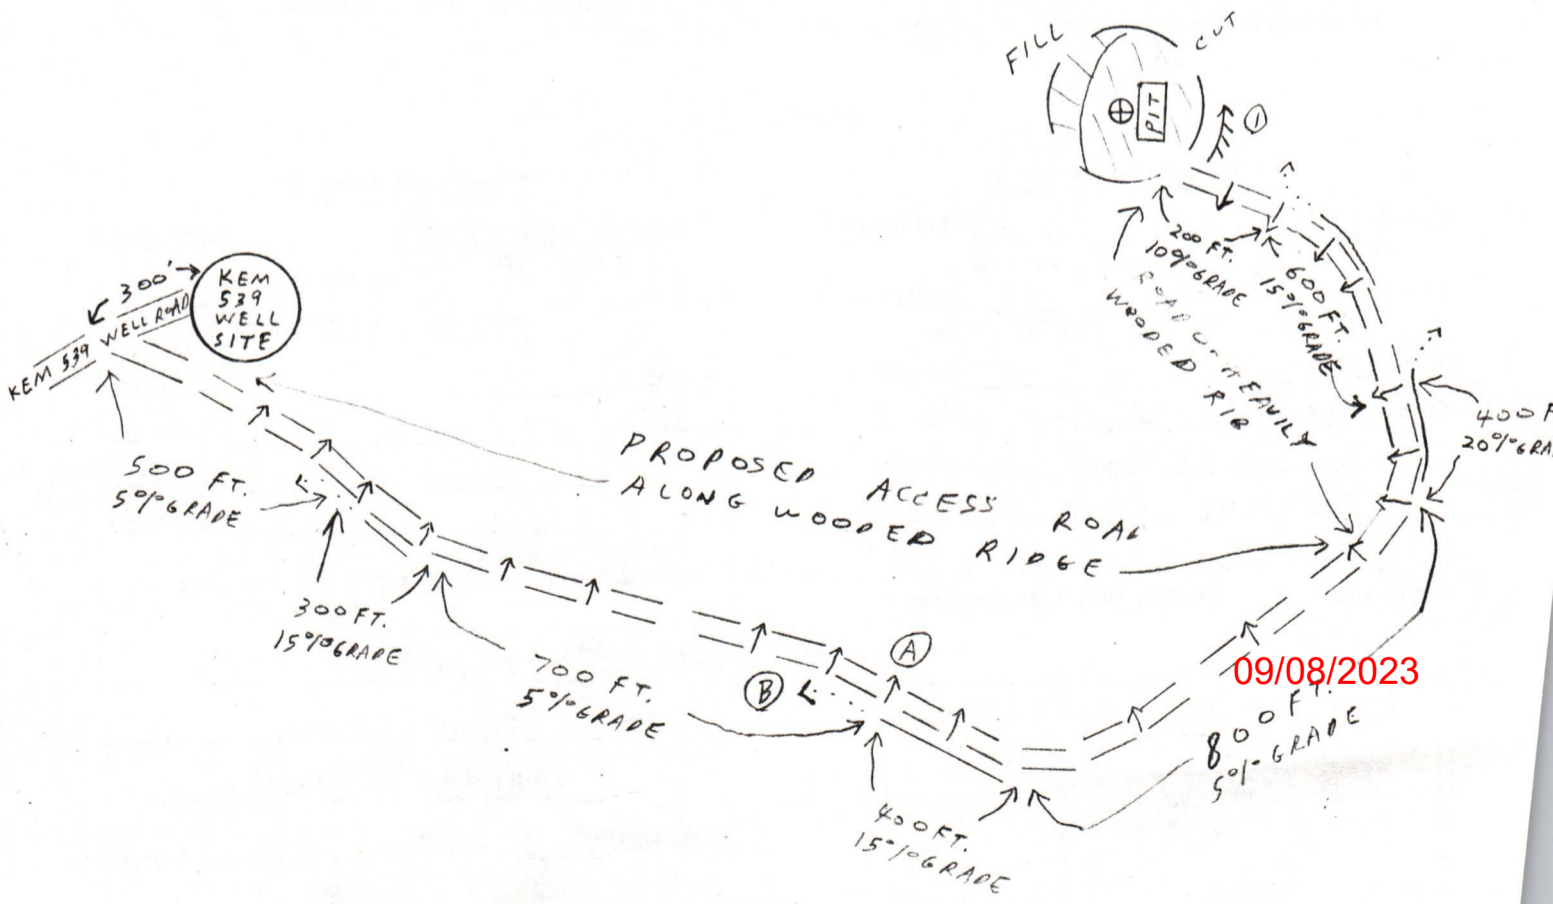 FILL
CUT
PIT
①
200 FT.
10% GRADE
600 FT.
15% GRADE
ROAD ON HEAVILY
WOODED RIB
300'
KEM
539
WELL
SITE
KEM 539 WELL ROAD
400 F
20% GRA
500 FT.
5% GRADE
PROPOSED ACCESS ROAD
ALONG WOODED RIDGE
300 FT.
15% GRADE
700 FT.
5% GRADE
Ⓐ
Ⓑ
09/08/2023
800 FT.
5% GRADE
400 FT.
15% GRADE